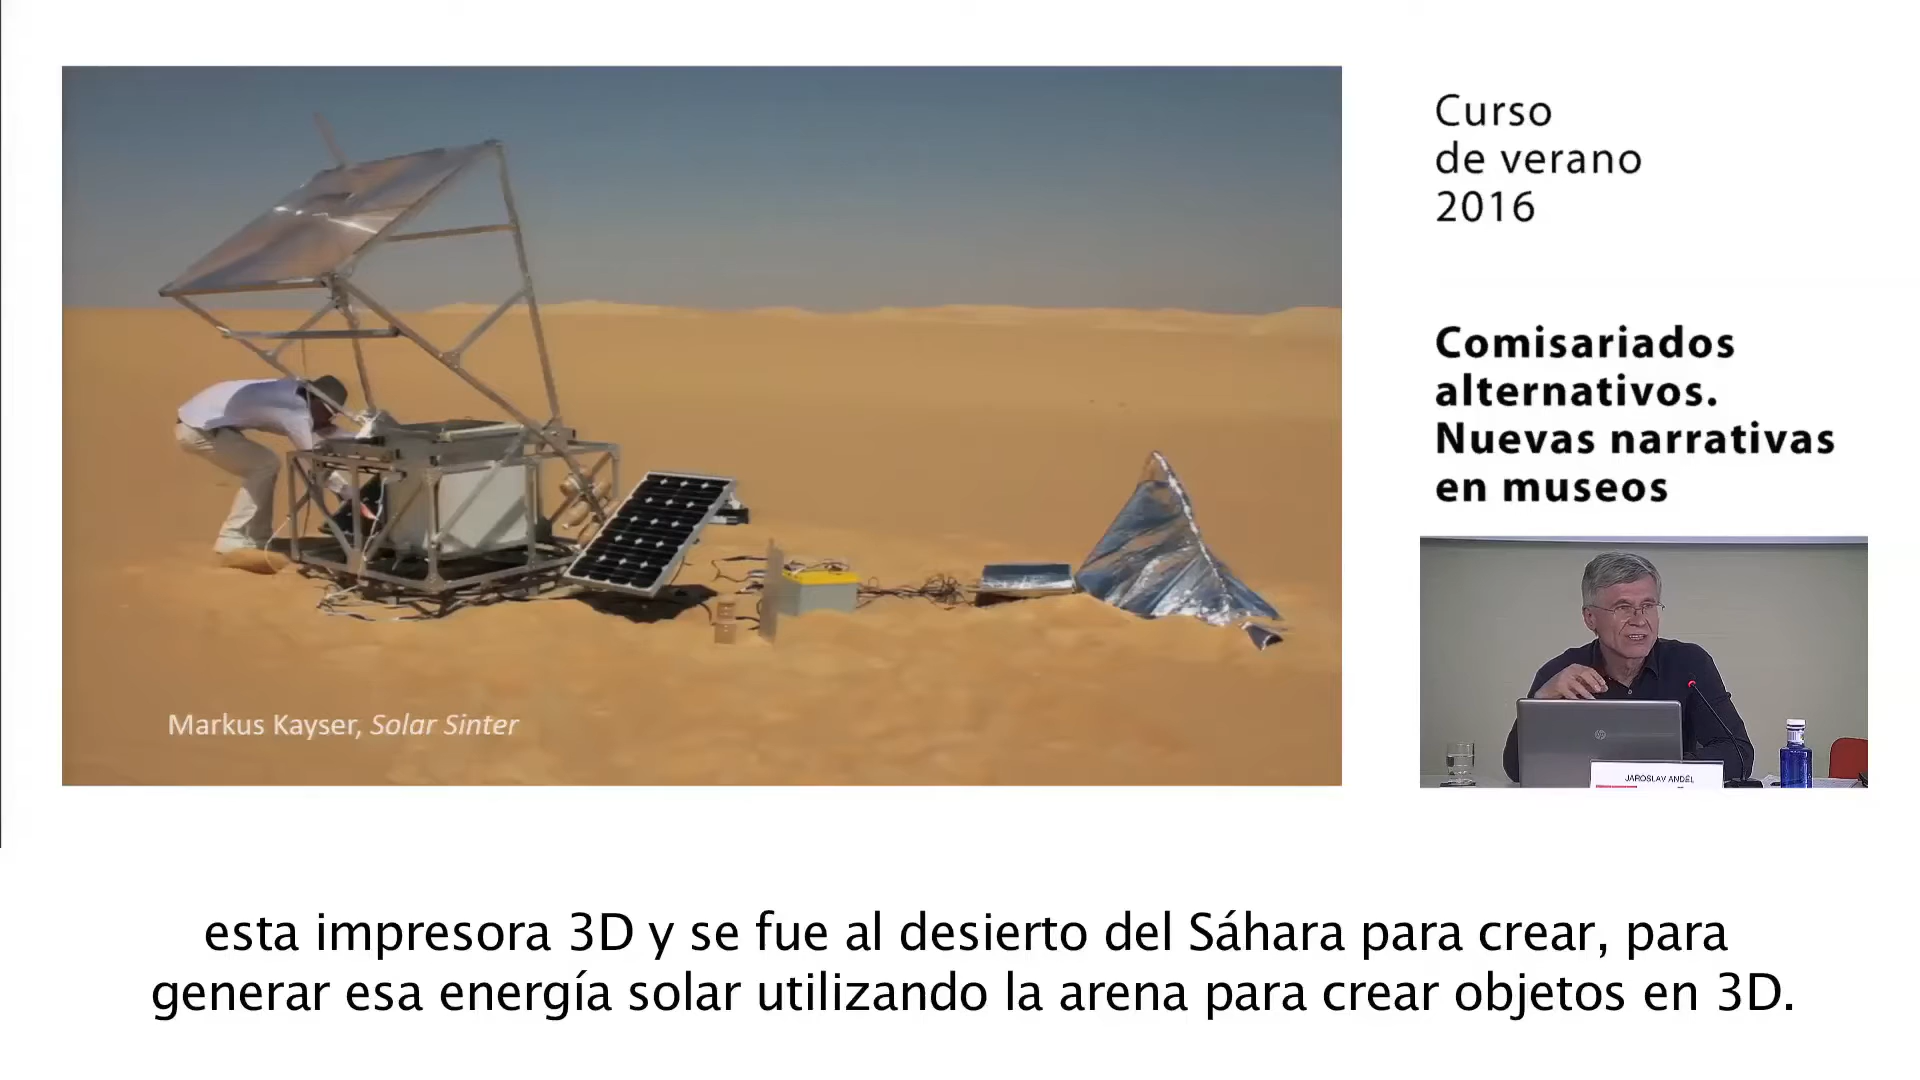 Curso
de verano
2016
Comisariados
alternativos.
Nuevas narrativas
en museos
Markus Kayser, Solar Sinter
hp
JAROSLAV ANDĚL
esta impresora 3D y se fue al desierto del Sáhara para crear, para
generar esa energía solar utilizando la arena para crear objetos en 3D.